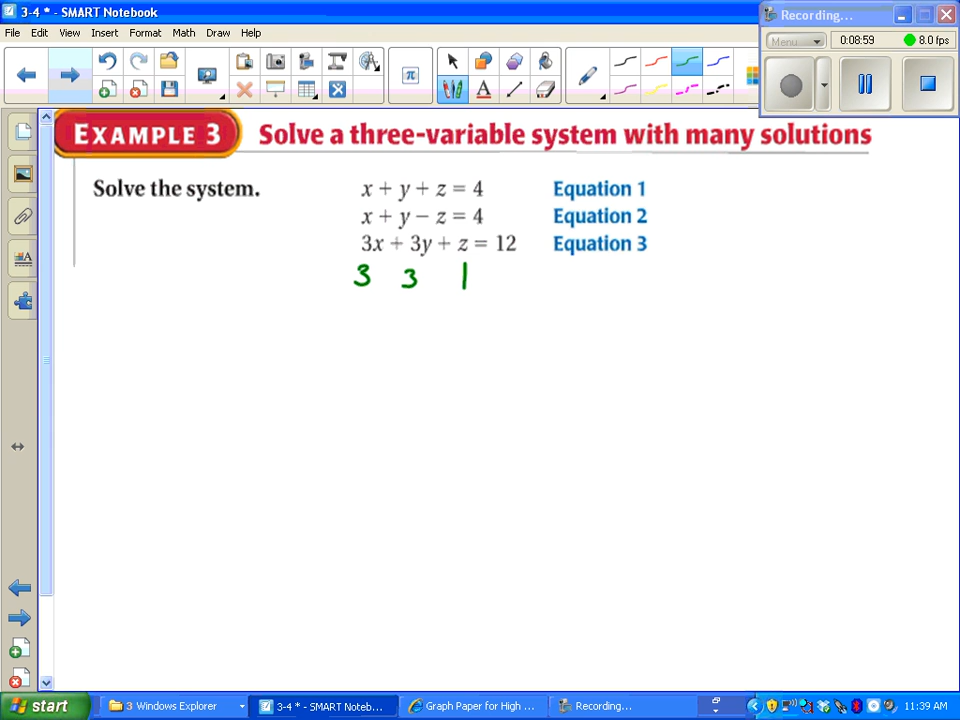 3-4 * - SMART Notebook
Recording...
File Edit View Insert Format Math Draw Help
Menu 0:08:59 8.0 fps
π A
EXAMPLE 3 Solve a three-variable system with many solutions
Solve the system. x + y + z = 4 Equation 1
x + y − z = 4 Equation 2
3x + 3y + z = 12 Equation 3
3 3 1
start 3 Windows Explorer 3-4 * - SMART Noteb... Graph Paper for High ... Recording... 11:39 AM